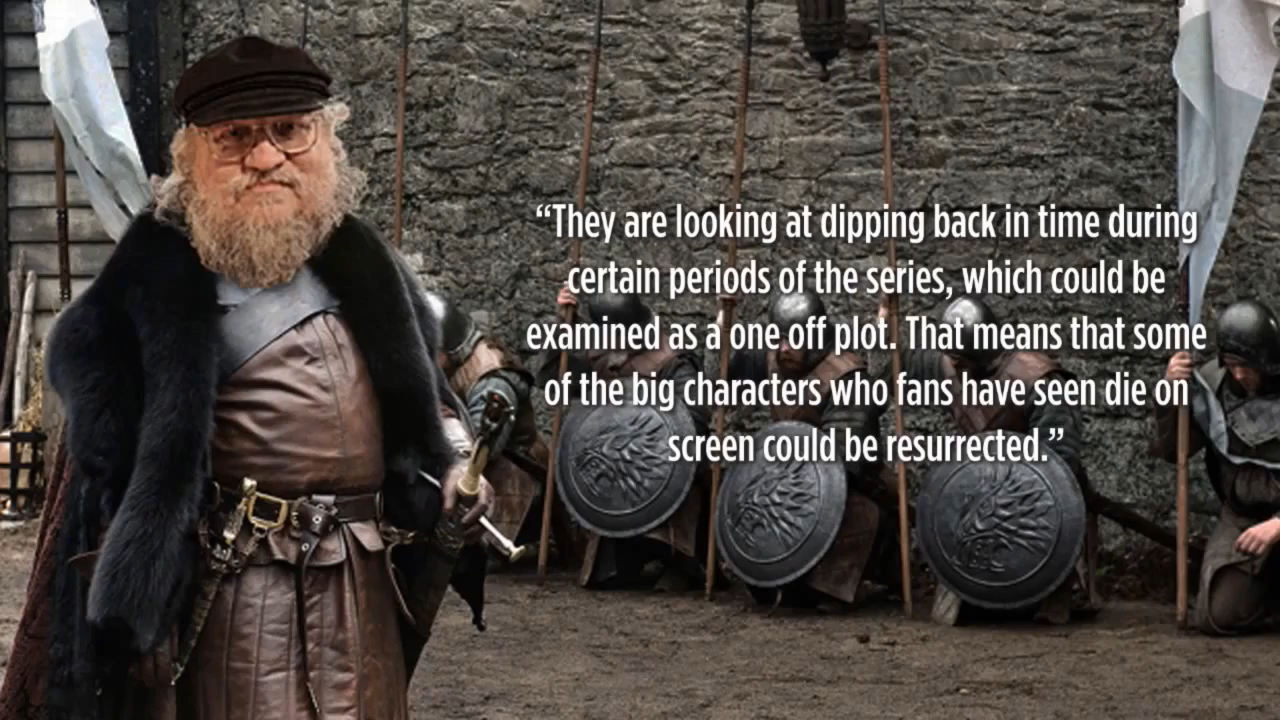 “They are looking at dipping back in time during
certain periods of the series, which could be
examined as a one off plot. That means that some
of the big characters who fans have seen die on
screen could be resurrected.”